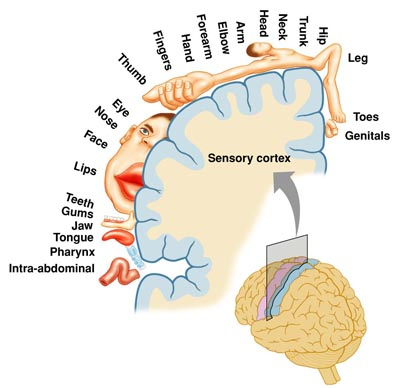 Hip
Trunk
Neck
Head
Arm
Elbow
Forearm
Hand
Fingers
Thumb
Eye
Nose
Face
Lips
Teeth
Gums
Jaw
Tongue
Pharynx
Intra-abdominal
Leg
Toes
Genitals
Sensory cortex